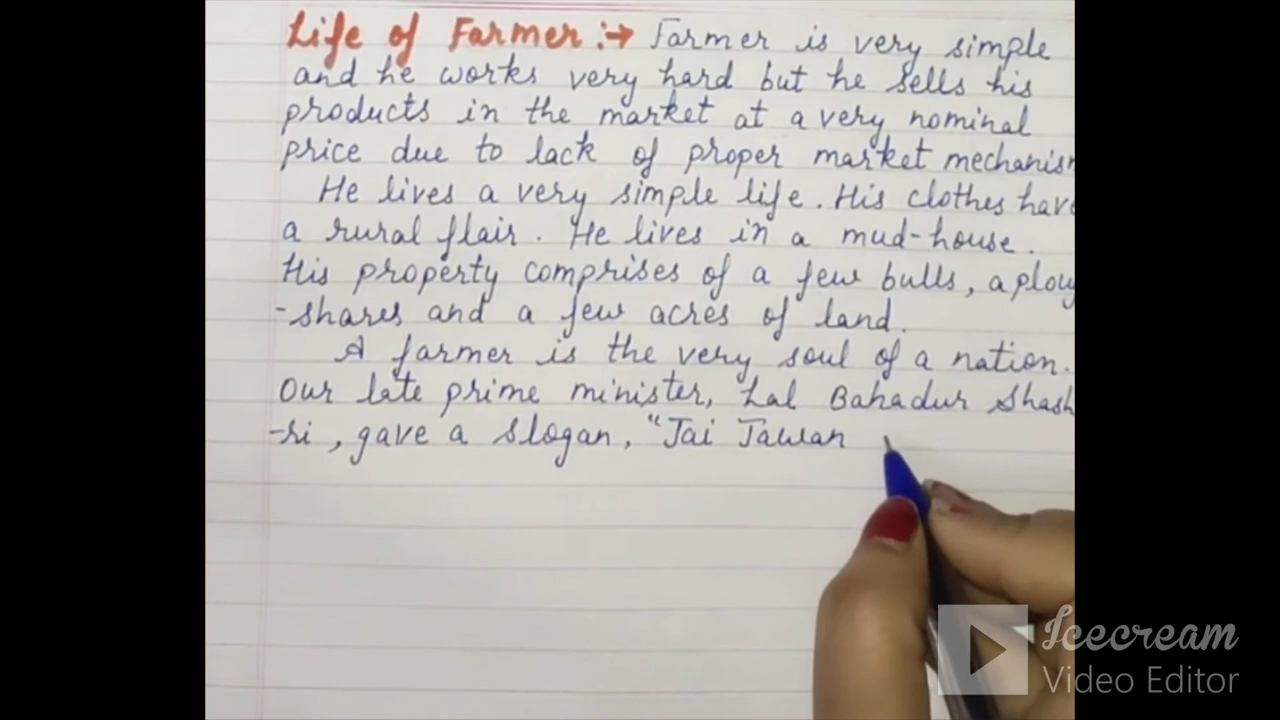 Life of Farmer :→ Farmer is very simple
and he works very hard but he sells his
products in the market at a very nominal
price due to lack of proper market mechanism
He lives a very simple life. His clothes have
a rural flair. He lives in a mud-house.
His property comprises of a few bulls, a ploug
-shares and a few acres of land.
A farmer is the very soul of a nation.
Our late prime minister, Lal Bahadur Shash
-ri, gave a slogan, "Jai Jawan
Icecream
Video Editor